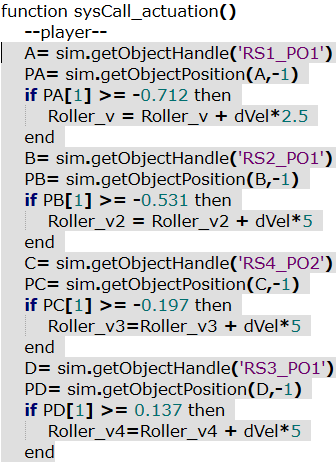 function sysCall_actuation()
--player--
A= sim.getObjectHandle('RS1_PO1')
PA= sim.getObjectPosition(A,-1)
if PA[1] >= -0.712 then
Roller_v = Roller_v + dVel*2.5
end
B= sim.getObjectHandle('RS2_PO1')
PB= sim.getObjectPosition(B,-1)
if PB[1] >= -0.531 then
Roller_v2 = Roller_v2 + dVel*5
end
C= sim.getObjectHandle('RS4_PO2')
PC= sim.getObjectPosition(C,-1)
if PC[1] >= -0.197 then
Roller_v3=Roller_v3 + dVel*5
end
D= sim.getObjectHandle('RS3_PO1')
PD= sim.getObjectPosition(D,-1)
if PD[1] >= 0.137 then
Roller_v4=Roller_v4 + dVel*5
end